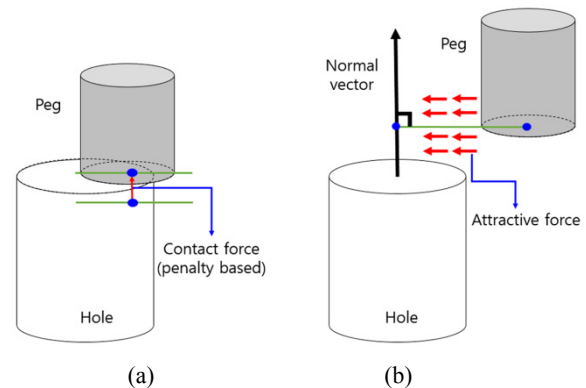 Peg
Contact force
(penalty based)
Hole
(a)
Normal
vector
Peg
Attractive force
Hole
(b)